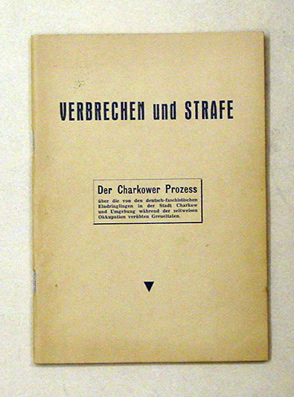 VERBRECHEN und STRAFE
Der Charkower Prozess
über die von den deutsch-faschistischen
Eindringlingen in der Stadt Charkow
und Umgebung während der zeitweisen
Okkupation verübten Greueltaten.